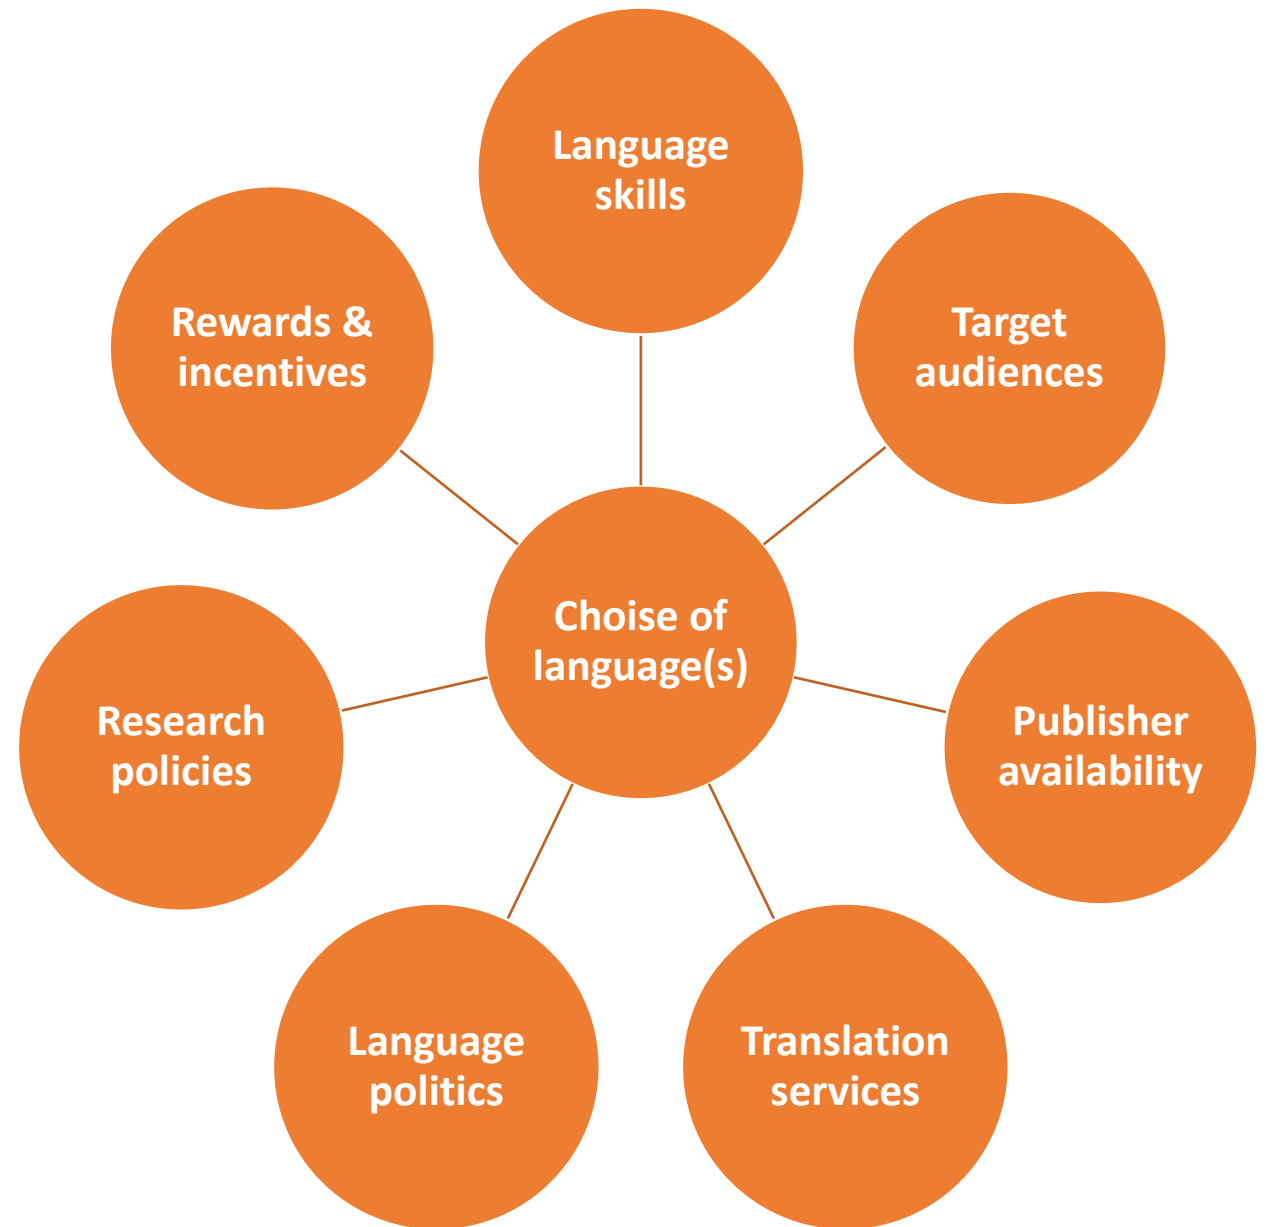 Language
skills
Target
audiences
Publisher
availability
Translation
services
Language
politics
Research
policies
Rewards &
incentives
Choise of
language(s)